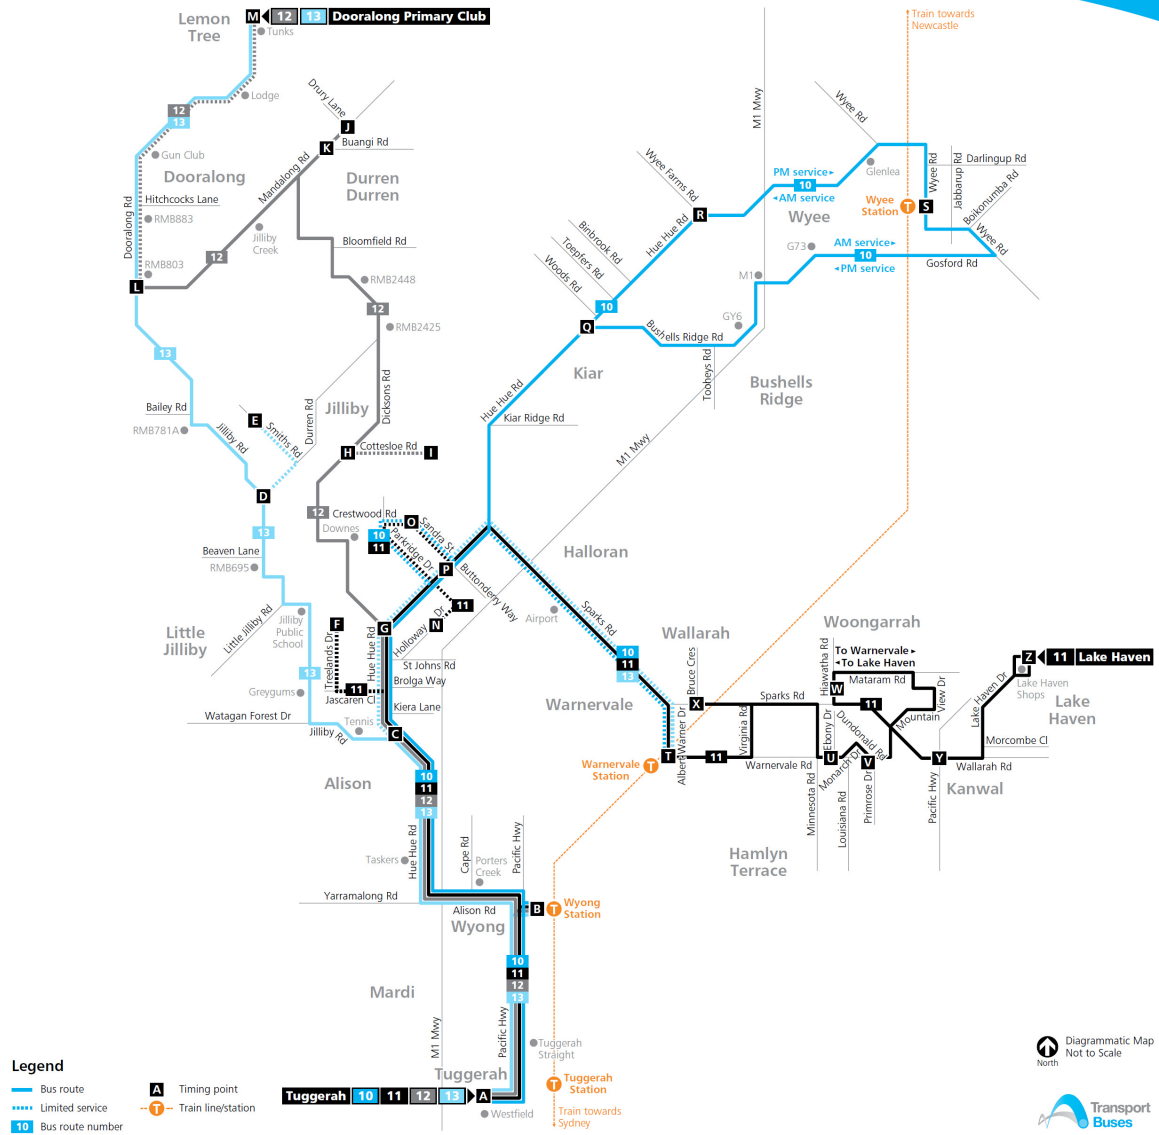 Lemon
Tree
M
12
13
Dooralong Primary Club
Tunks
Train towards
Newcastle
Lodge
Drury Lane
J
Buangi Rd
K
M1 Mwy
Wyee Rd
12
13
Gun Club
Dooralong
Mandalong Rd
Durren
Durren
Wyee Farms Rd
PM service
10
AM service
Glenlea
Wyee Rd
Jabbarup Rd
Darlingup Rd
Boikonumba Rd
Hitchcocks Lane
RMB883
Dooralong Rd
Jilliby
Creek
12
Bloomfield Rd
R
Wyee
Wyee
Station
T
S
Wyee Rd
Hue Hue Rd
Binbrook Rd
Toepfers Rd
Woods Rd
G73
AM service
10
PM service
Gosford Rd
RMB803
L
RMB2448
12
RMB2425
M1
10
GY6
Q
Bushells Ridge Rd
Tooheys Rd
13
Kiar
Bushells
Ridge
Bailey Rd
RMB781A
Jilliby Rd
E
Smiths Rd
Durren Rd
Jilliby
Dicksons Rd
Hue Hue Rd
Kiar Ridge Rd
M1 Mwy
H
Cottesloe Rd
I
D
12
Crestwood Rd
Downes
O
Sandra St
10
11
Parkridge Dr
13
Beaven Lane
RMB695
P
Buttonderry Way
Halloran
Little Jilliby Rd
Jilliby
Public
School
Little
Jilliby
F
Treelands Dr
G
Hue Hue Rd
11
Holloway Dr
N
Airport
Sparks Rd
Wallarah
Woongarrah
St Johns Rd
Brolga Way
Kiera Lane
13
Greygums
11
Jascaren Cl
10
11
13
Bruce Cres
To Warnervale
To Lake Haven
Hiawatha Rd
Mataram Rd
W
View Dr
Z
11
Lake Haven
Lake Haven
Shops
Lake
Haven
Watagan Forest Dr
Tennis
Jilliby Rd
C
Warnervale
X
Sparks Rd
11
Mountain
Lake Haven Dr
Albert Warner Dr
Virginia Rd
Ebony Dr
Dundonald Rd
Morcombe Cl
T
11
Warnervale Rd
U
Monarch Dr
V
Y
Wallarah Rd
Warnervale
Station
T
Alison
10
11
12
13
Minnesota Rd
Louisiana Rd
Primrose Dr
Pacific Hwy
Kanwal
Hue Hue Rd
Taskers
Cape Rd
Porters
Creek
Pacific Hwy
Hamlyn
Terrace
Yarramalong Rd
Alison Rd
B
T
Wyong
Station
Wyong
10
11
12
13
Mardi
M1 Mwy
Pacific Hwy
Tuggerah
Straight
Tuggerah
T
Tuggerah
Station
Tuggerah
10
11
12
13
A
Westfield
Train towards
Sydney
Legend
Bus route
Limited service
10
Bus route number
A
Timing point
T
Train line/station
North
Diagrammatic Map
Not to Scale
Transport
Buses